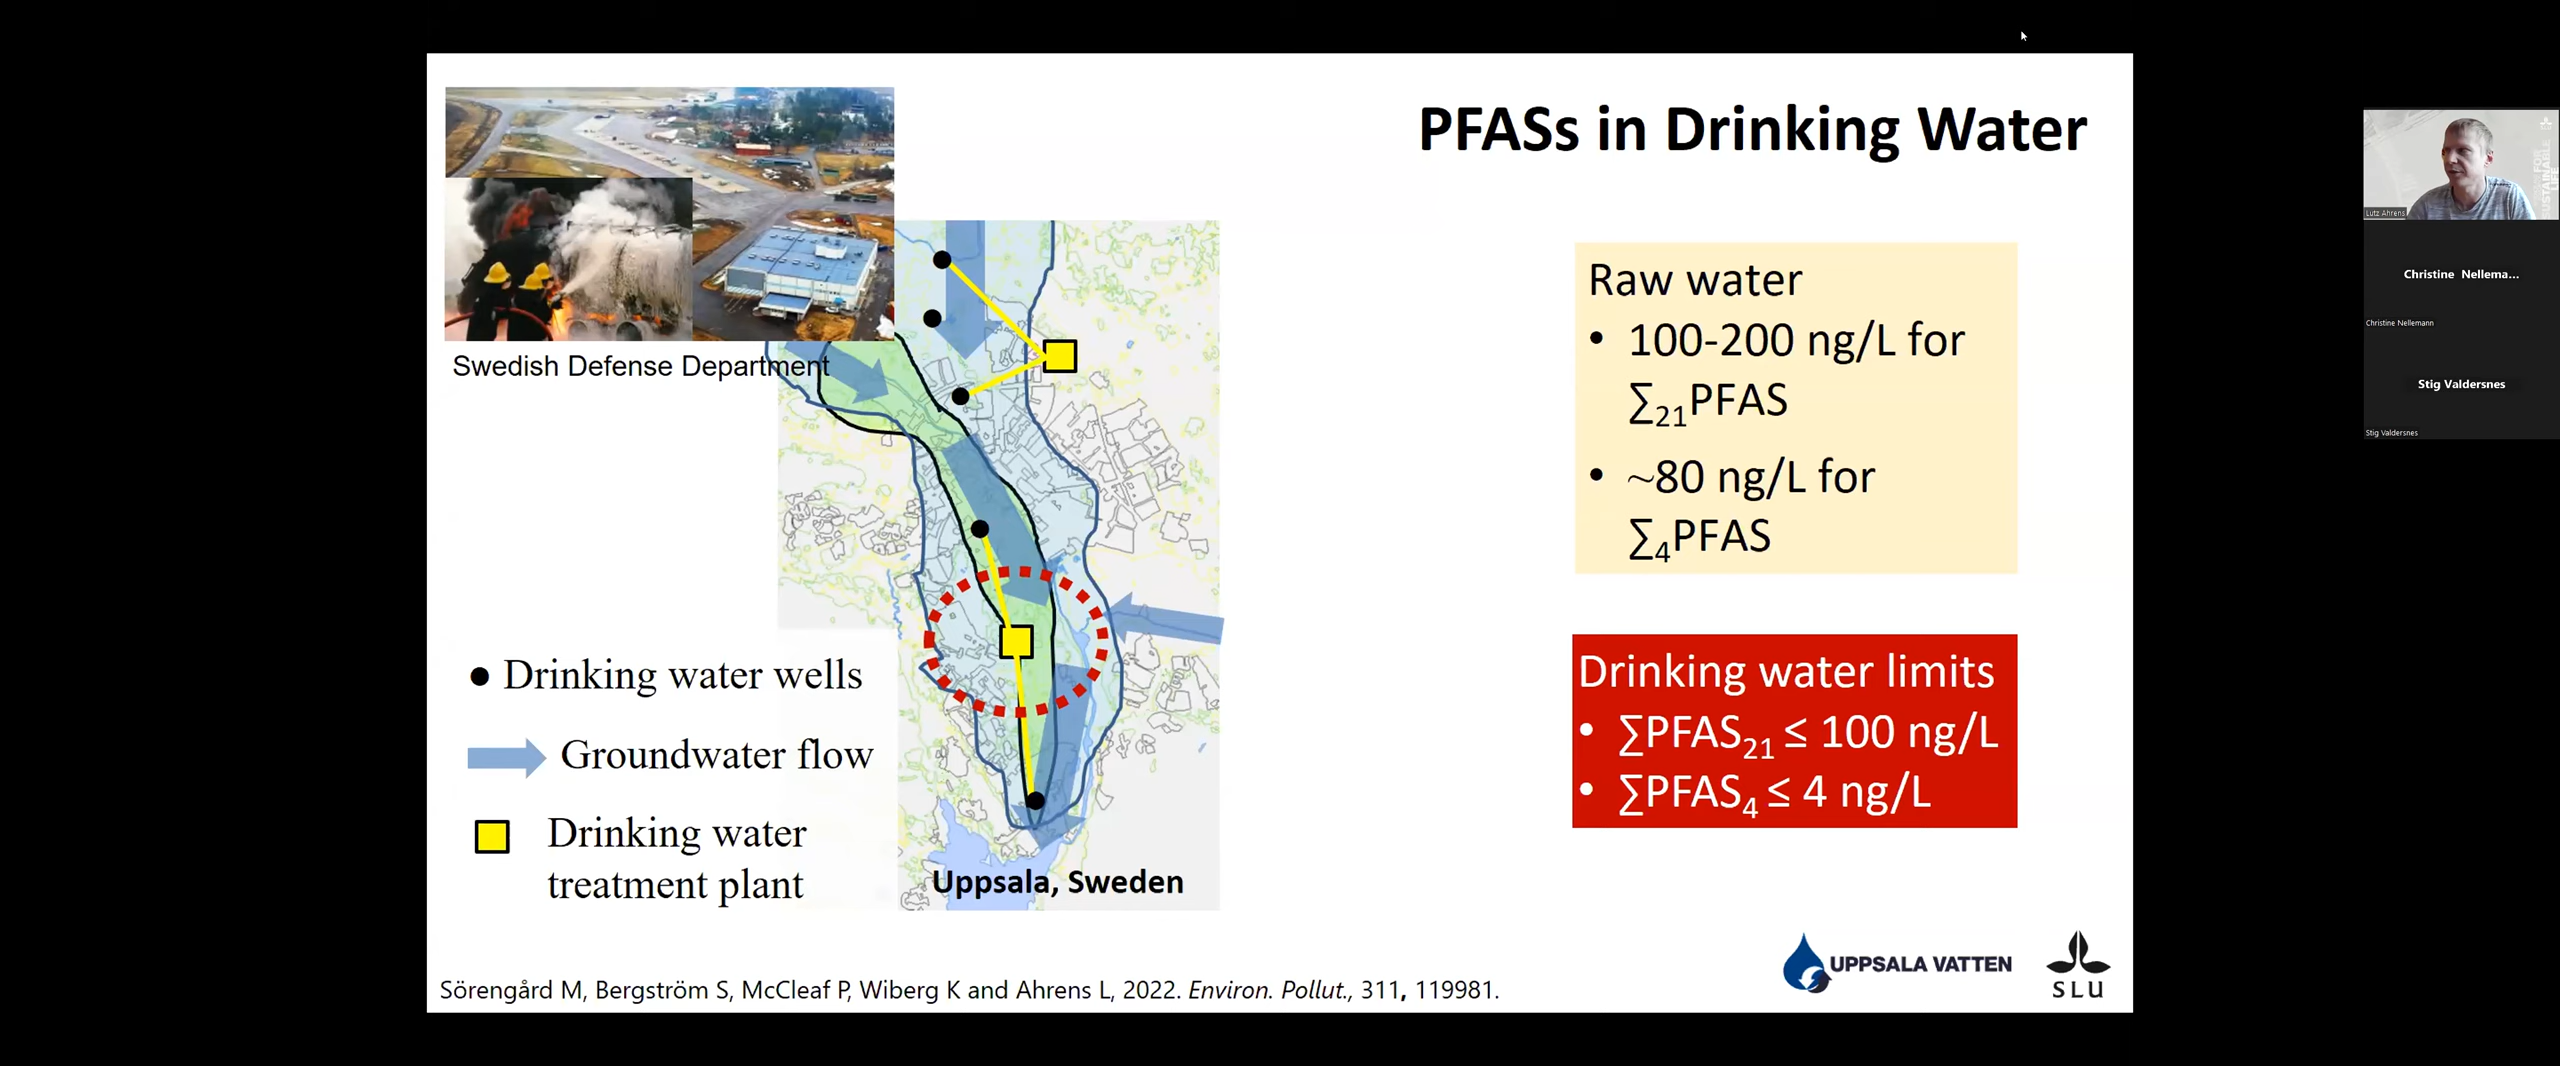 PFASs in Drinking Water
Swedish Defense Department
Raw water
• 100-200 ng/L for
∑21PFAS
• ~80 ng/L for
∑4PFAS
Drinking water limits
• ∑PFAS21 ≤ 100 ng/L
• ∑PFAS4 ≤ 4 ng/L
Drinking water wells
Groundwater flow
Drinking water
treatment plant
Uppsala, Sweden
UPPSALA VATTEN
SLU
Sörengård M, Bergström S, McCleaf P, Wiberg K and Ahrens L, 2022. Environ. Pollut., 311, 119981.
FOR
SUSTAINABLE
LIFE
Lutz Ahrens
Christine Nellema...
Christine Nellemann
Stig Valdersnes
Stig Valdersnes